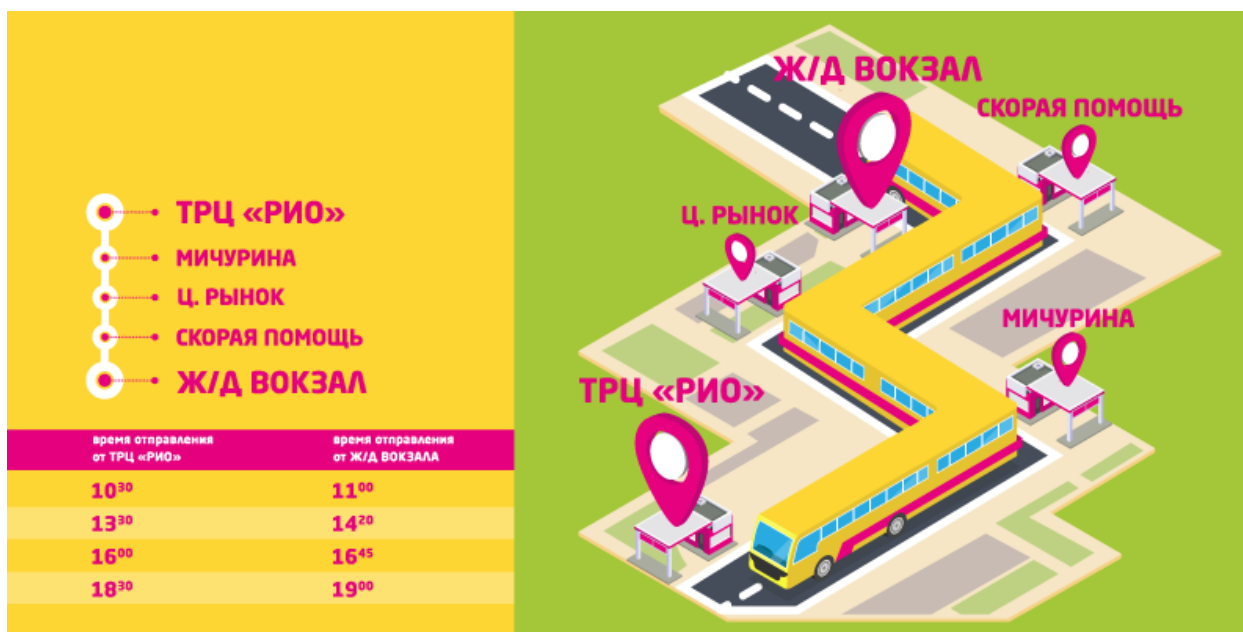 ТРЦ «РИО»
МИЧУРИНА
Ц. РЫНОК
СКОРАЯ ПОМОЩЬ
Ж/Д ВОКЗАЛ
время отправления
от ТРЦ «РИО»
время отправления
от Ж/Д ВОКЗАЛА
10³⁰ 11⁰⁰
13³⁰ 14²⁰
16⁰⁰ 16⁴⁵
18³⁰ 19⁰⁰
Ж/Д ВОКЗАЛ
СКОРАЯ ПОМОЩЬ
Ц. РЫНОК
МИЧУРИНА
ТРЦ «РИО»